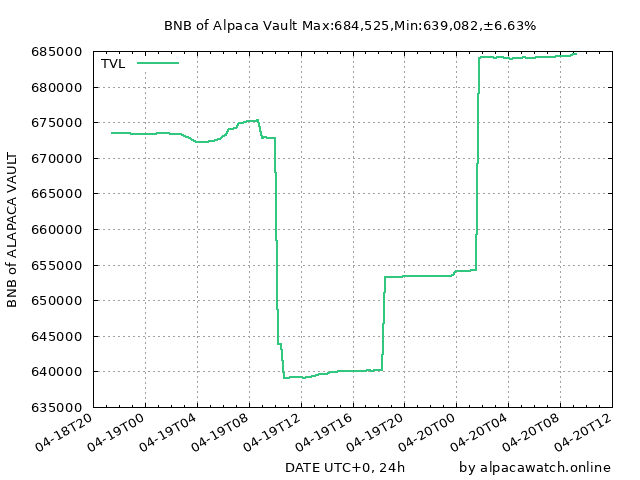 BNB of Alpaca Vault Max:684,525,Min:639,082,±6.63%
TVL
685000
680000
675000
670000
665000
660000
655000
650000
645000
640000
635000
BNB of ALAPACA VAULT
04-18T20
04-19T00
04-19T04
04-19T08
04-19T12
04-19T16
04-19T20
04-20T00
04-20T04
04-20T08
04-20T12
DATE UTC+0, 24h
by alpacawatch.online